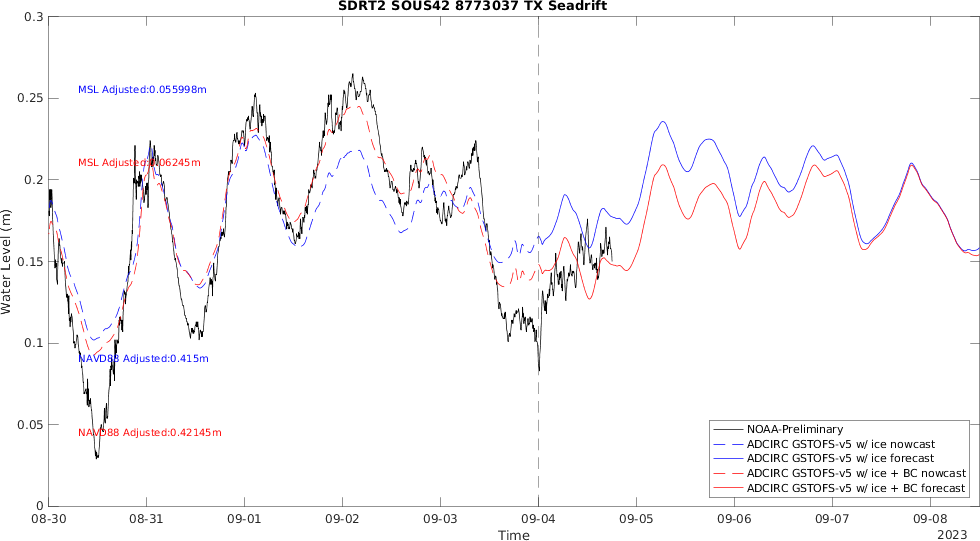 SDRT2 SOUS42 8773037 TX Seadrift
0.3
0.25
0.2
0.15
0.1
0.05
0
Water Level (m)
MSL Adjusted:0.055998m
MSL Adjusted:0.06245m
NAVD88 Adjusted:0.415m
NAVD88 Adjusted:0.42145m
NOAA-Preliminary
ADCIRC GSTOFS-v5 w/ ice nowcast
ADCIRC GSTOFS-v5 w/ ice forecast
ADCIRC GSTOFS-v5 w/ ice + BC nowcast
ADCIRC GSTOFS-v5 w/ ice + BC forecast
08-30 08-31 09-01 09-02 09-03 09-04 09-05 09-06 09-07 09-08
Time
2023